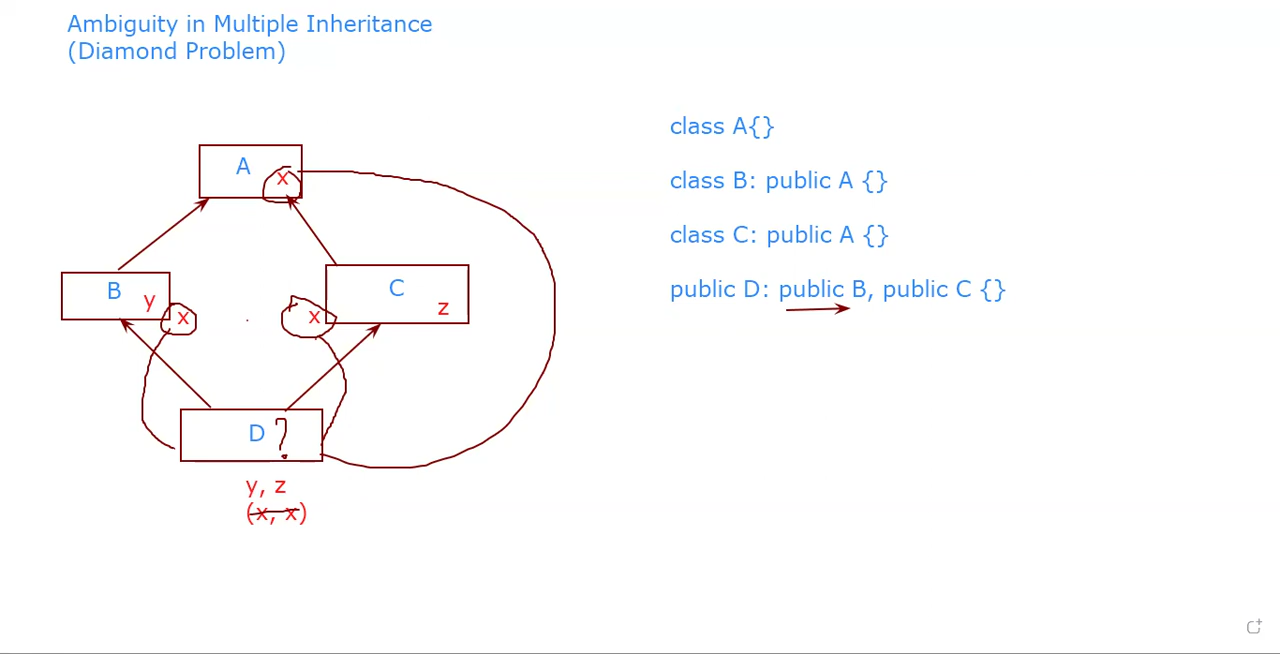 Ambiguity in Multiple Inheritance
(Diamond Problem)
A
x
B
y
x
C
z
x
D ?
y, z
(x, x)
class A{}
class B: public A {}
class C: public A {}
public D: public B, public C {}